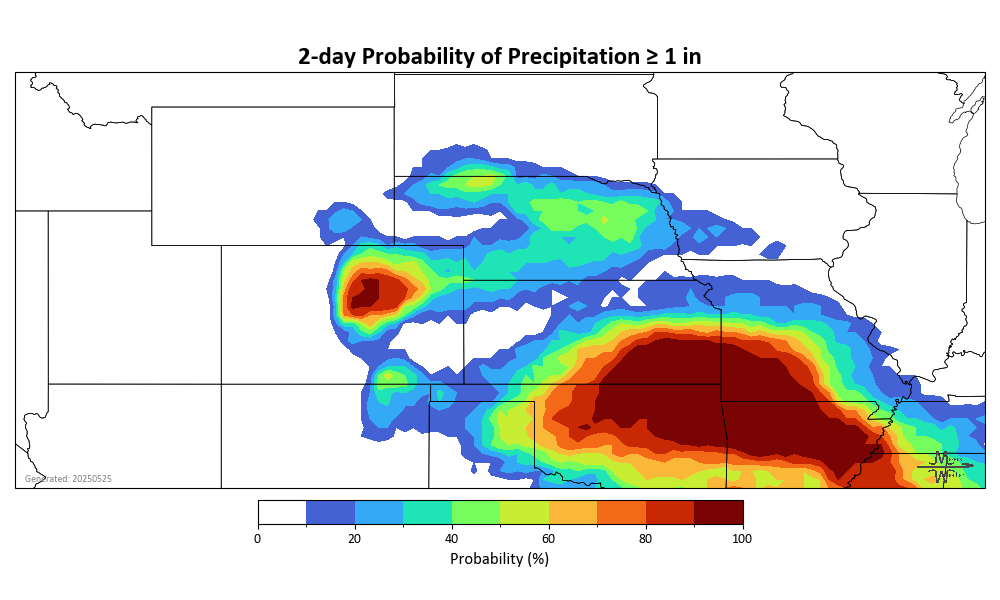 2-day Probability of Precipitation ≥ 1 in
Generated: 20250525
0 20 40 60 80 100
Probability (%)